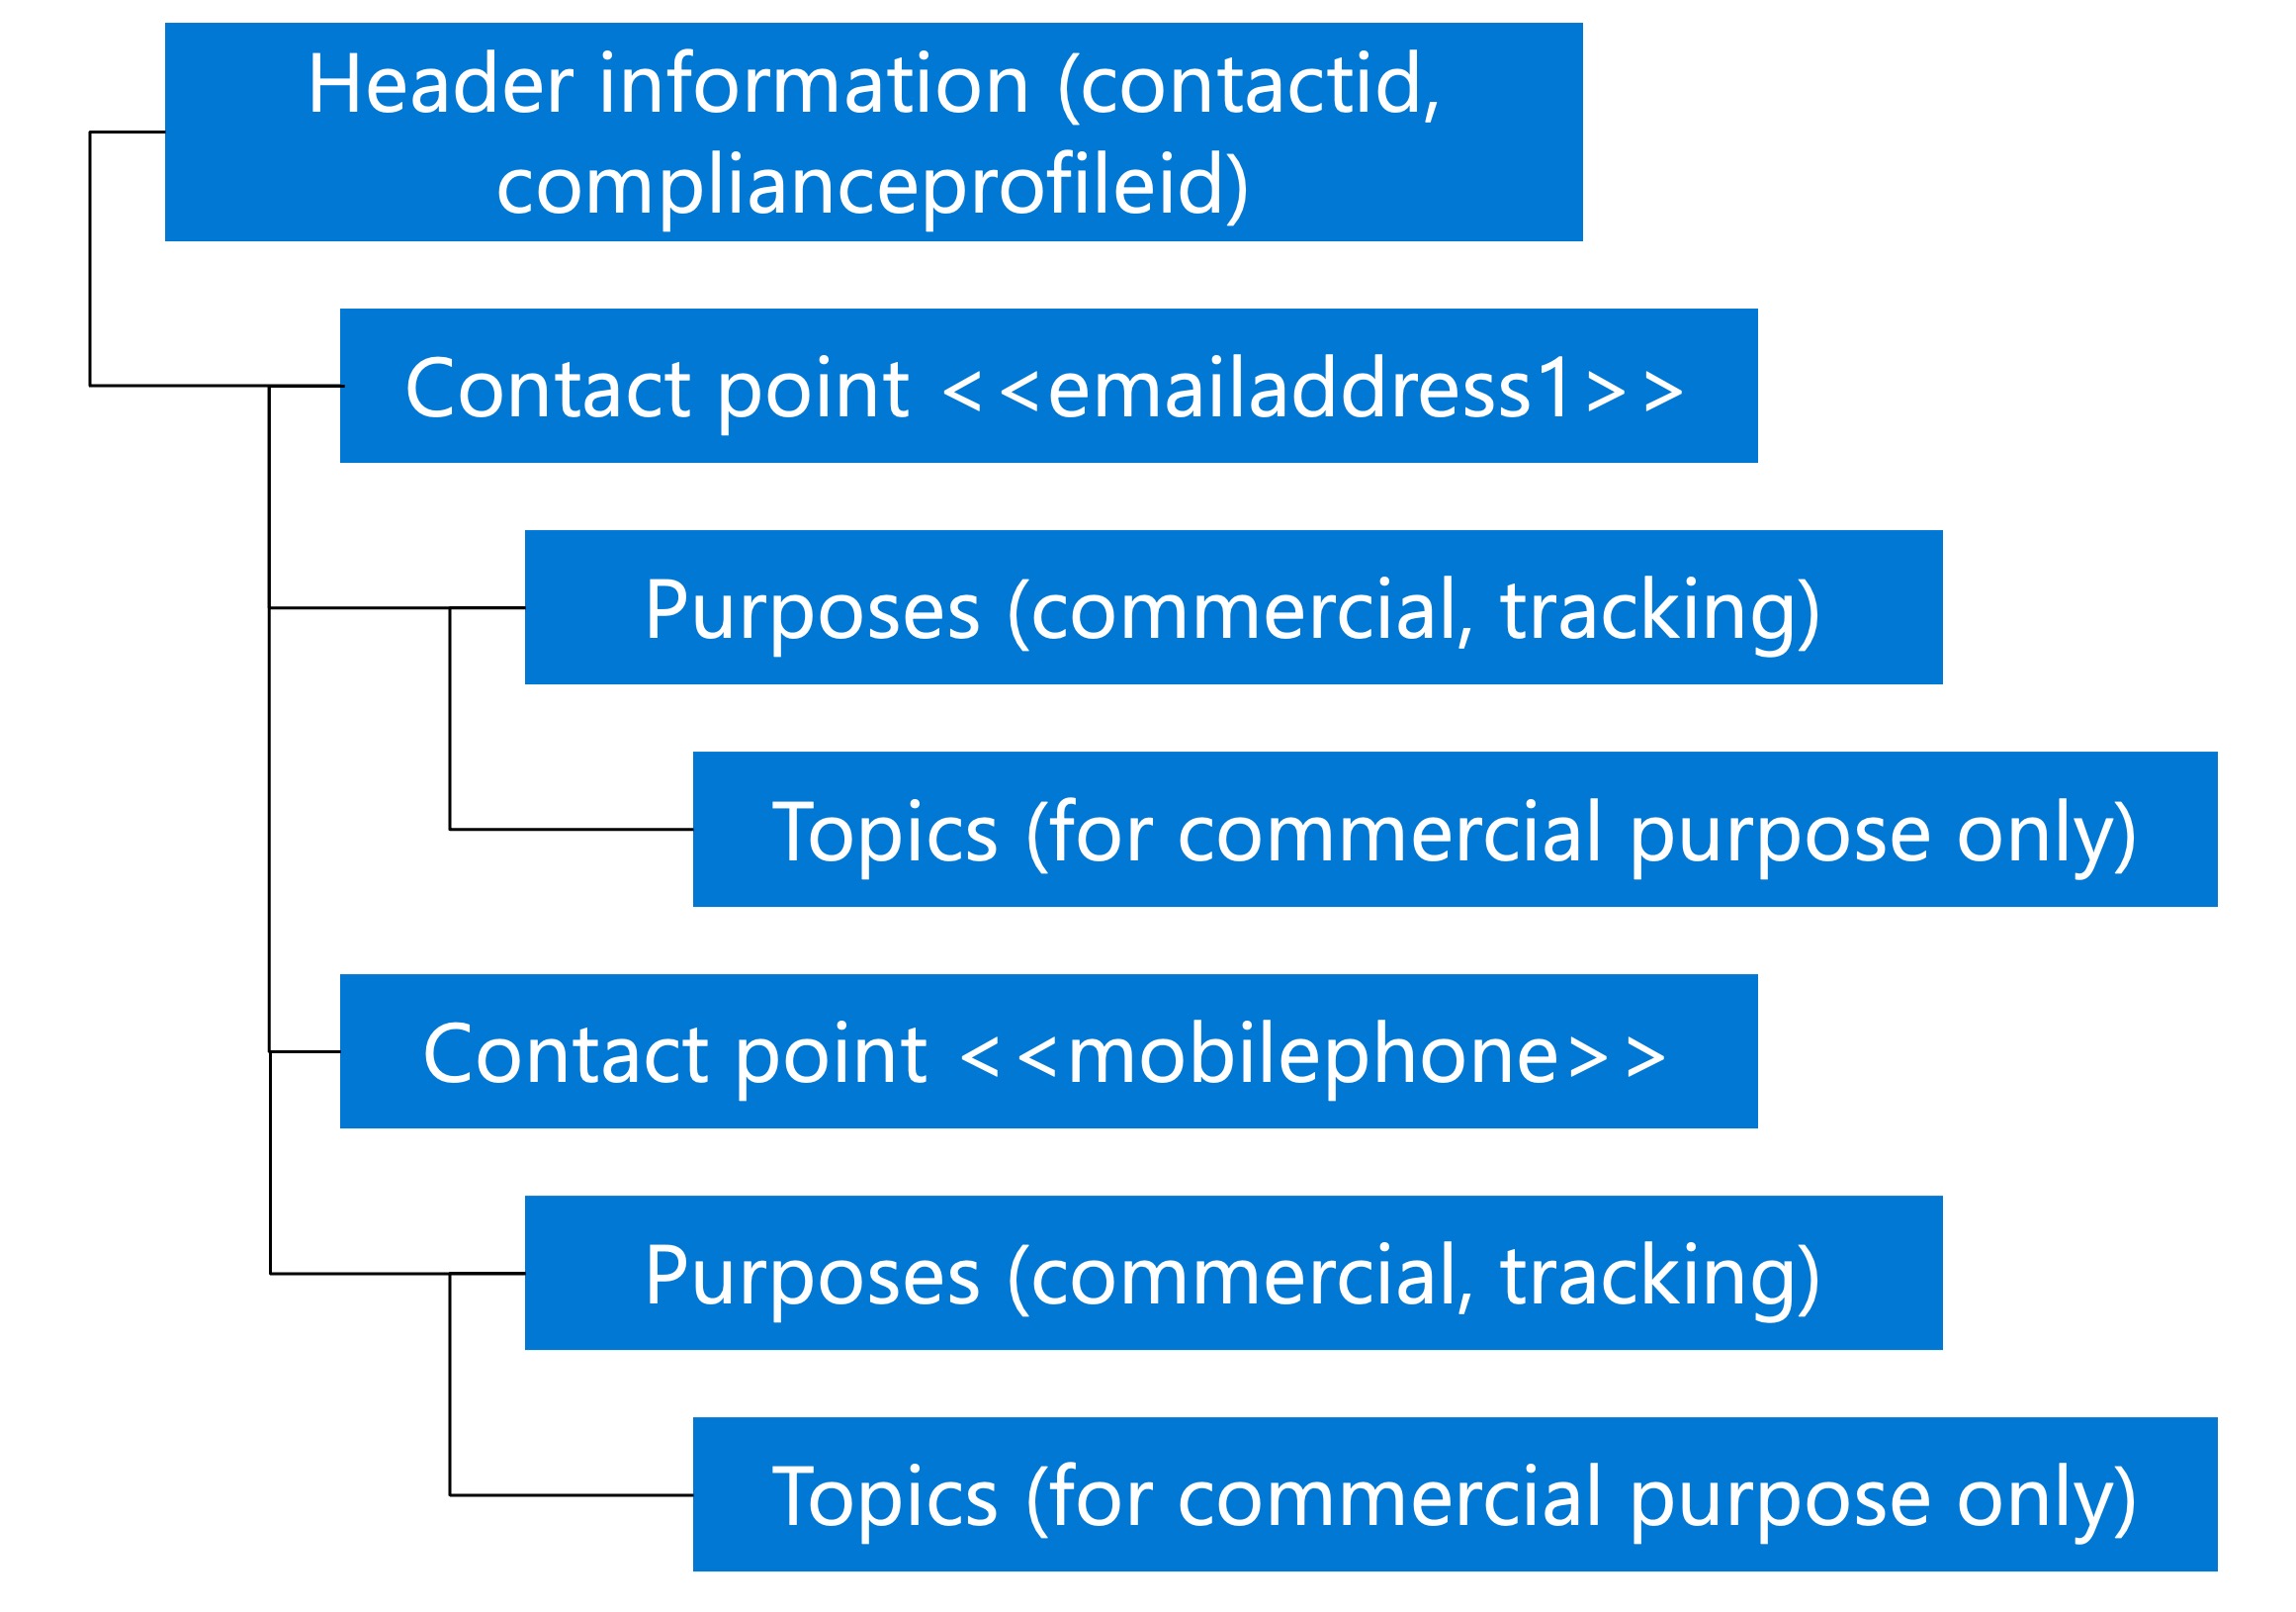 Header information (contactid,
complianceprofileid)
Contact point <<emailaddress1>>
Purposes (commercial, tracking)
Topics (for commercial purpose only)
Contact point <<mobilephone>>
Purposes (commercial, tracking)
Topics (for commercial purpose only)